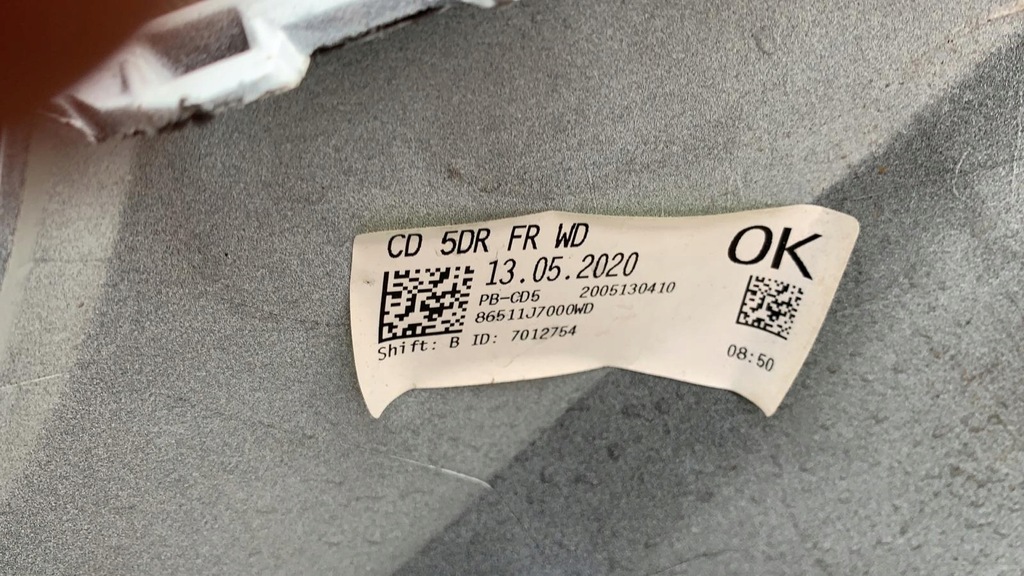 CD 5DR FR WD
OK
13.05.2020
PB-CD5 2005130410
86511J7000WD
Shift: B ID: 7012754
08:50